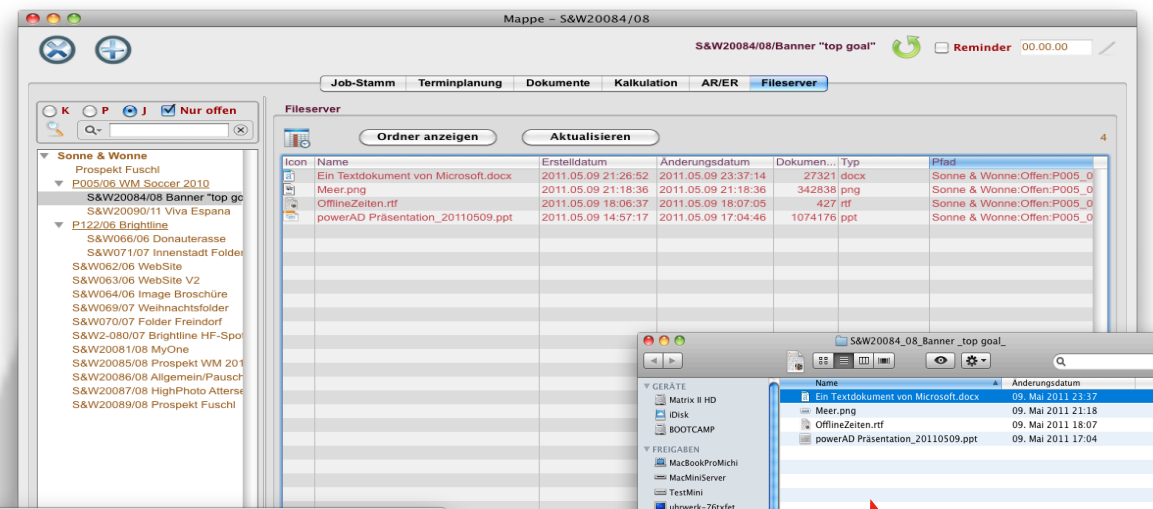 Mappe – S&W20084/08
S&W20084/08/Banner "top goal" Reminder 00.00.00
Job-Stamm Terminplanung Dokumente Kalkulation AR/ER Fileserver
K P J Nur offen
Sonne & Wonne
Prospekt Fuschl
P005/06 WM Soccer 2010
S&W20084/08 Banner "top gc
S&W20090/11 Viva Espana
P122/06 Brightline
S&W066/06 Donauterasse
S&W071/07 Innenstadt Folder
S&W062/06 WebSite
S&W063/06 WebSite V2
S&W064/06 Image Broschüre
S&W069/07 Weihnachtsfolder
S&W070/07 Folder Freindorf
S&W2-080/07 Brightline HF-Spot
S&W20081/08 MyOne
S&W20085/08 Prospekt WM 201
S&W20086/08 Allgemein/Pausch
S&W20087/08 HighPhoto Atterse
S&W20089/08 Prospekt Fuschl
Fileserver
Ordner anzeigen Aktualisieren 4
Icon Name Erstelldatum Änderungsdatum Dokumen... Typ Pfad
Ein Textdokument von Microsoft.docx 2011.05.09 21:26:52 2011.05.09 23:37:14 27321 docx Sonne & Wonne:Offen:P005_0
Meer.png 2011.05.09 21:18:36 2011.05.09 21:18:36 342838 png Sonne & Wonne:Offen:P005_0
OfflineZeiten.rtf 2011.05.09 18:06:37 2011.05.09 18:07:05 427 rtf Sonne & Wonne:Offen:P005_0
powerAD Präsentation_20110509.ppt 2011.05.09 14:57:17 2011.05.09 17:04:46 1074176 ppt Sonne & Wonne:Offen:P005_0
S&W20084_08_Banner _top goal_
GERÄTE
Matrix II HD
iDisk
BOOTCAMP
FREIGABEN
MacBookProMichi
MacMiniServer
TestMini
uhrwerk-76txfet
Name Änderungsdatum
Ein Textdokument von Microsoft.docx 09. Mai 2011 23:37
Meer.png 09. Mai 2011 21:18
OfflineZeiten.rtf 09. Mai 2011 18:07
powerAD Präsentation_20110509.ppt 09. Mai 2011 17:04